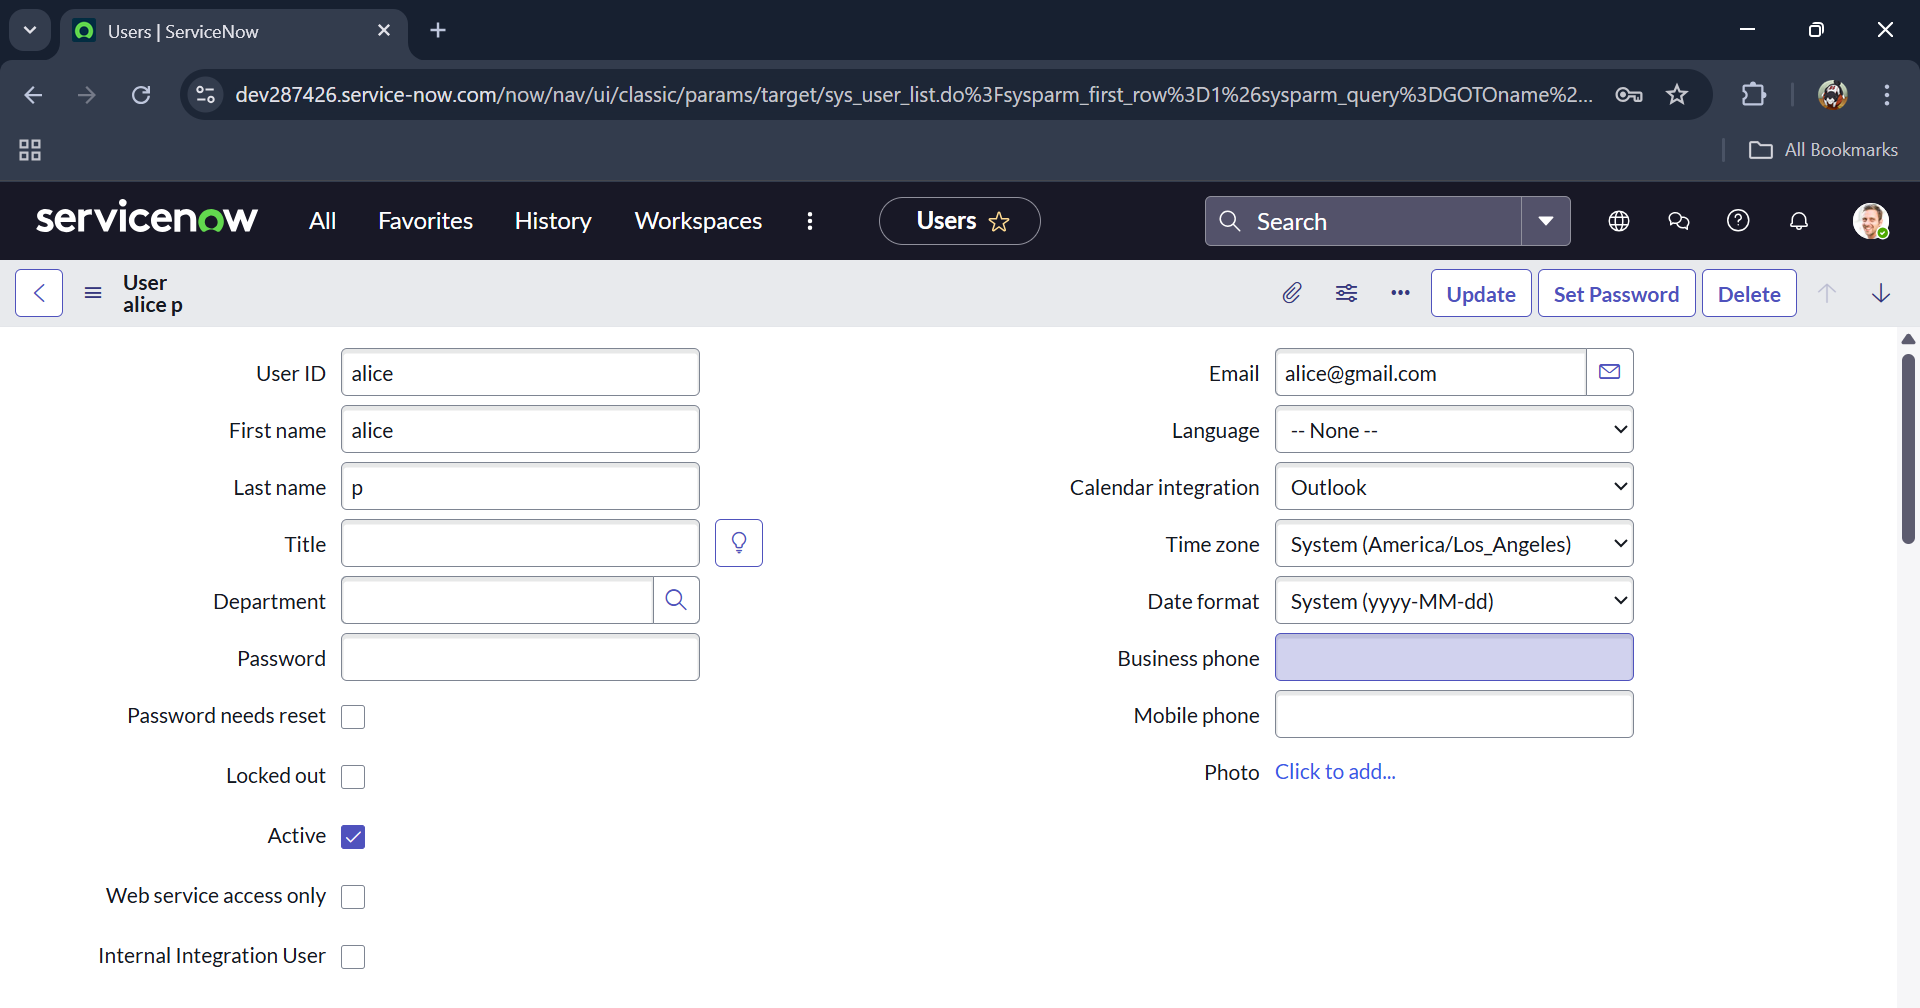 Users | ServiceNow
dev287426.service-now.com/now/nav/ui/classic/params/target/sys_user_list.do%3Fsysparm_first_row%3D1%26sysparm_query%3DGOTOname%2...
All Bookmarks
servicenow All Favorites History Workspaces Users Search
User
alice p
Update Set Password Delete
User ID alice
First name alice
Last name p
Title
Department
Password
Password needs reset
Locked out
Active
Web service access only
Internal Integration User
Email alice@gmail.com
Language -- None --
Calendar integration Outlook
Time zone System (America/Los_Angeles)
Date format System (yyyy-MM-dd)
Business phone
Mobile phone
Photo Click to add...